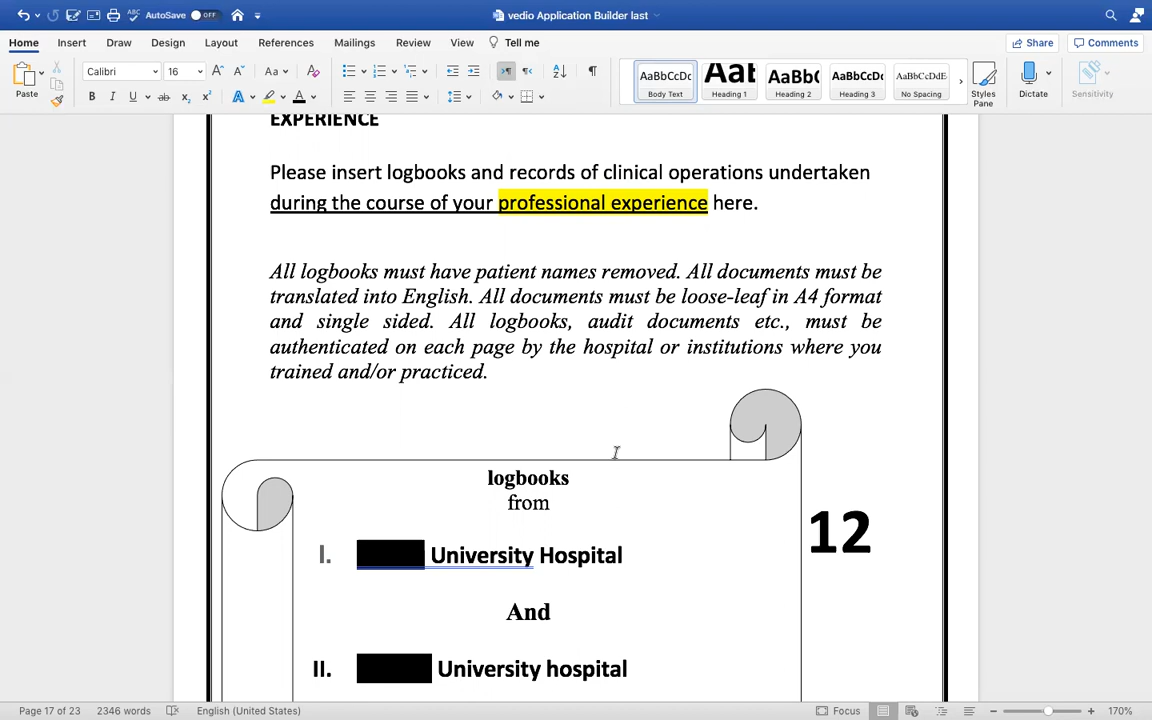 AutoSave OFF
vedio Application Builder last
Home Insert Draw Design Layout References Mailings Review View Tell me
Share Comments
Paste
Calibri 16
AaBbCcDc AaBb AaBbC AaBbCcDc AaBbCcDdE
Body Text Heading 1 Heading 2 Heading 3 No Spacing
Styles Pane
Dictate
Sensitivity
EXPERIENCE
Please insert logbooks and records of clinical operations undertaken
during the course of your professional experience here.
All logbooks must have patient names removed. All documents must be
translated into English. All documents must be loose-leaf in A4 format
and single sided. All logbooks, audit documents etc., must be
authenticated on each page by the hospital or institutions where you
trained and/or practiced.
logbooks
from
12
I. University Hospital
And
II. University hospital
Page 17 of 23 2346 words English (United States) Focus 170%